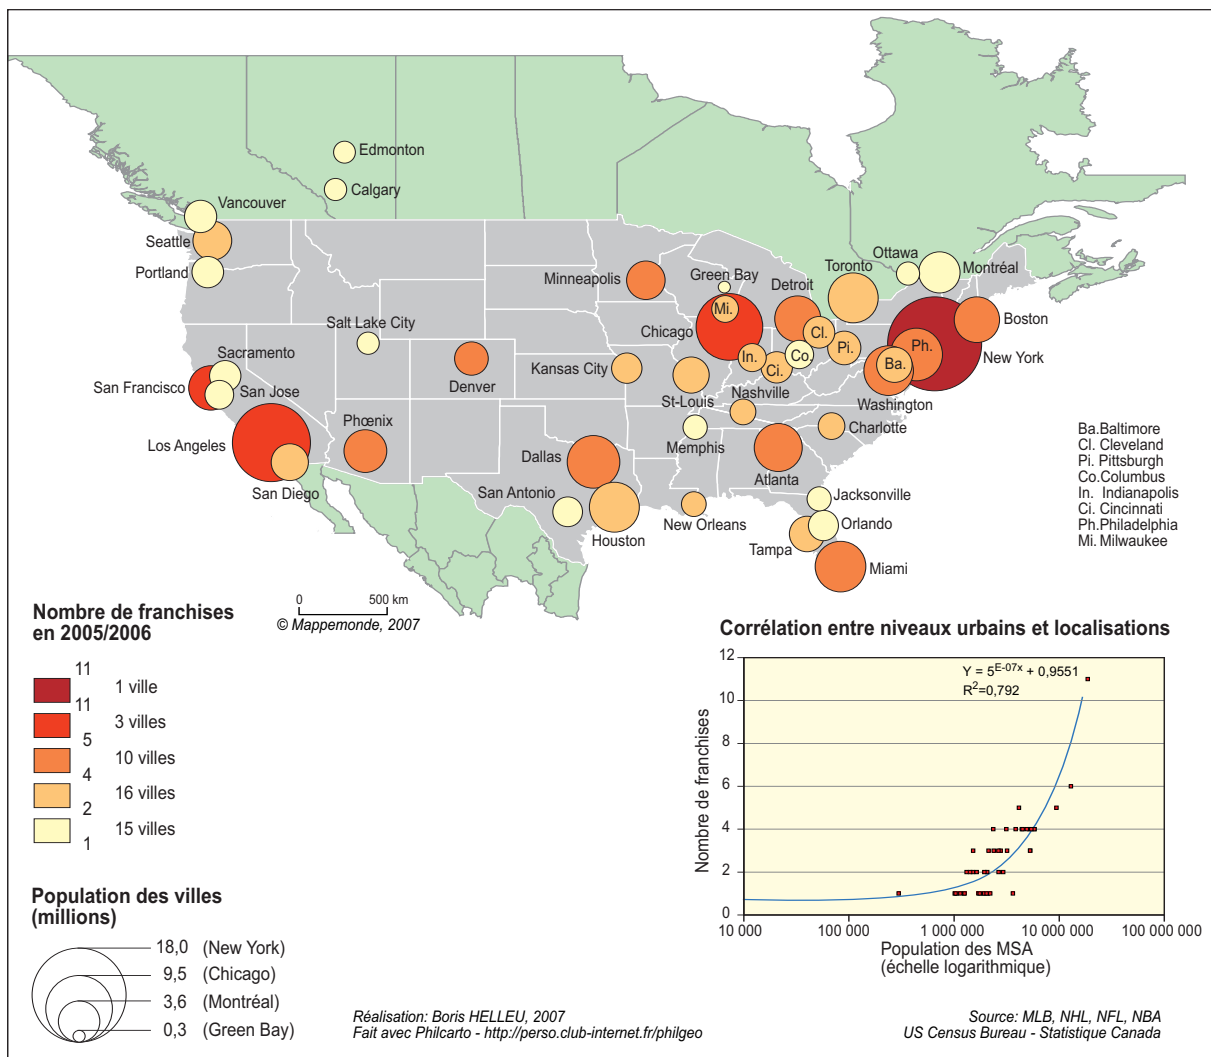 Edmonton
Calgary
Vancouver
Seattle
Portland
Ottawa
Montréal
Toronto
Minneapolis
Green Bay
Detroit
Mi.
Chicago
Boston
Salt Lake City
Cl.
New York
Sacramento
In.
Co.
Pi.
Ph.
San Francisco
San Jose
Denver
Kansas City
Ci.
Ba.
St-Louis
Nashville
Washington
Los Angeles
Phœnix
Memphis
Charlotte
San Diego
Dallas
Atlanta
San Antonio
Jacksonville
Houston
New Orleans
Orlando
Tampa
Miami
Ba.Baltimore
Cl. Cleveland
Pi. Pittsburgh
Co.Columbus
In. Indianapolis
Ci. Cincinnati
Ph.Philadelphia
Mi. Milwaukee
0 500 km
© Mappemonde, 2007
Nombre de franchises
en 2005/2006
11
1 ville
11
3 villes
5
10 villes
4
16 villes
2
15 villes
1
Population des villes
(millions)
18,0 (New York)
9,5 (Chicago)
3,6 (Montréal)
0,3 (Green Bay)
Corrélation entre niveaux urbains et localisations
Y = 5E-07x + 0,9551
R2=0,792
Nombre de franchises
12
10
8
6
4
2
0
10 000 100 000 1 000 000 10 000 000 100 000 000
Population des MSA
(échelle logarithmique)
Réalisation: Boris HELLEU, 2007
Fait avec Philcarto - http://perso.club-internet.fr/philgeo
Source: MLB, NHL, NFL, NBA
US Census Bureau - Statistique Canada